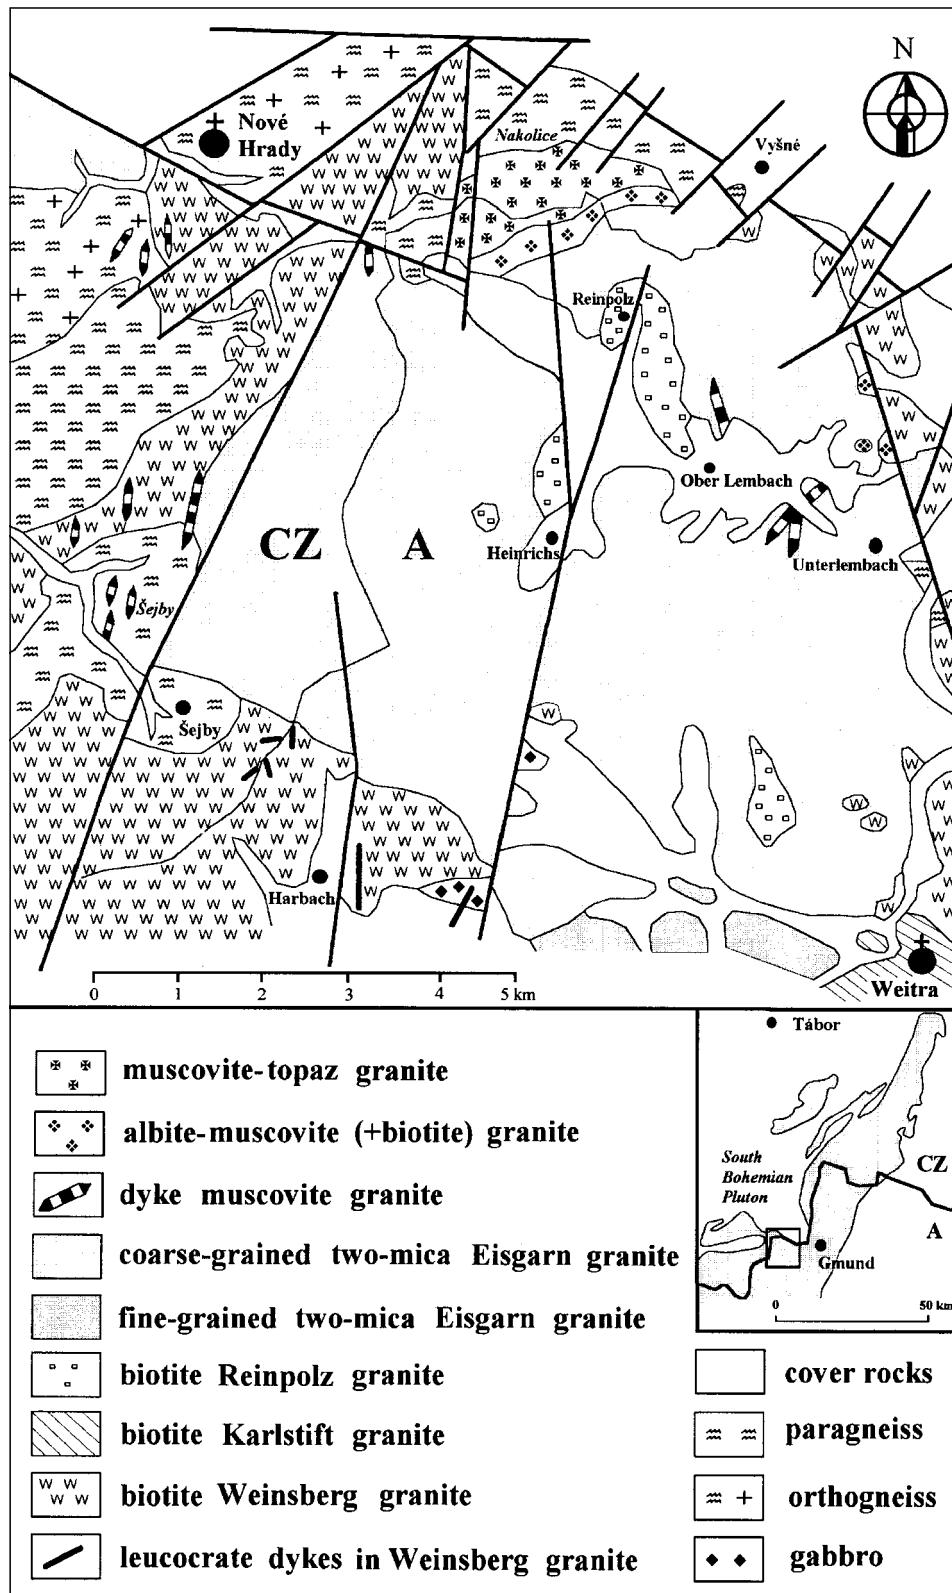 N
Nové
Hrady
Nakolice
Vyšné
Reinpolz
Ober Lembach
CZ
A
Heinrichs
Unterlembach
Šejby
Šejby
Harbach
Weitra
0 1 2 3 4 5 km
muscovite-topaz granite
albite-muscovite (+biotite) granite
dyke muscovite granite
coarse-grained two-mica Eisgarn granite
fine-grained two-mica Eisgarn granite
biotite Reinpolz granite
biotite Karlstift granite
biotite Weinsberg granite
leucocrate dykes in Weinsberg granite
Tábor
South
Bohemian
Pluton
CZ
A
Gmund
0 50 km
cover rocks
paragneiss
orthogneiss
gabbro